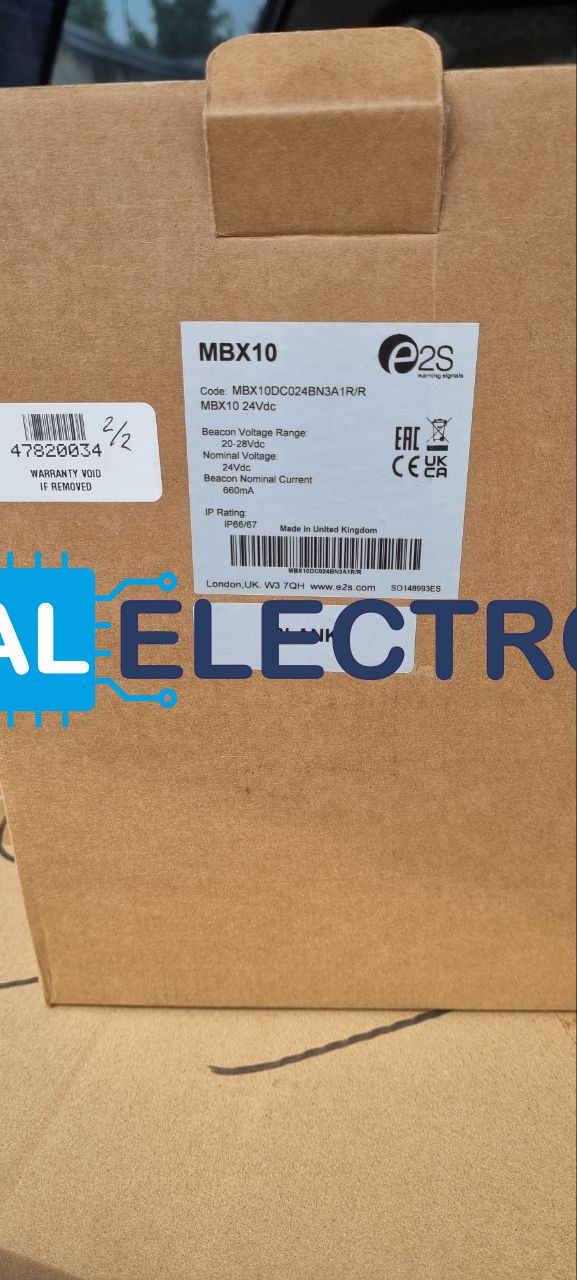 MBX10
e2S
warning signals
Code: MBX10DC024BN3A1R/R
MBX10 24Vdc
Beacon Voltage Range:
20-28Vdc
Nominal Voltage:
24Vdc
Beacon Nominal Current
660mA
EAC
CE UK CA
IP Rating:
IP66/67
Made in United Kingdom
MBX10DC024BN3A1R/R
London,UK. W3 7QH www.e2s.com SO148993ES
2/2
47820034
WARRANTY VOID
IF REMOVED
AL ELECTRO